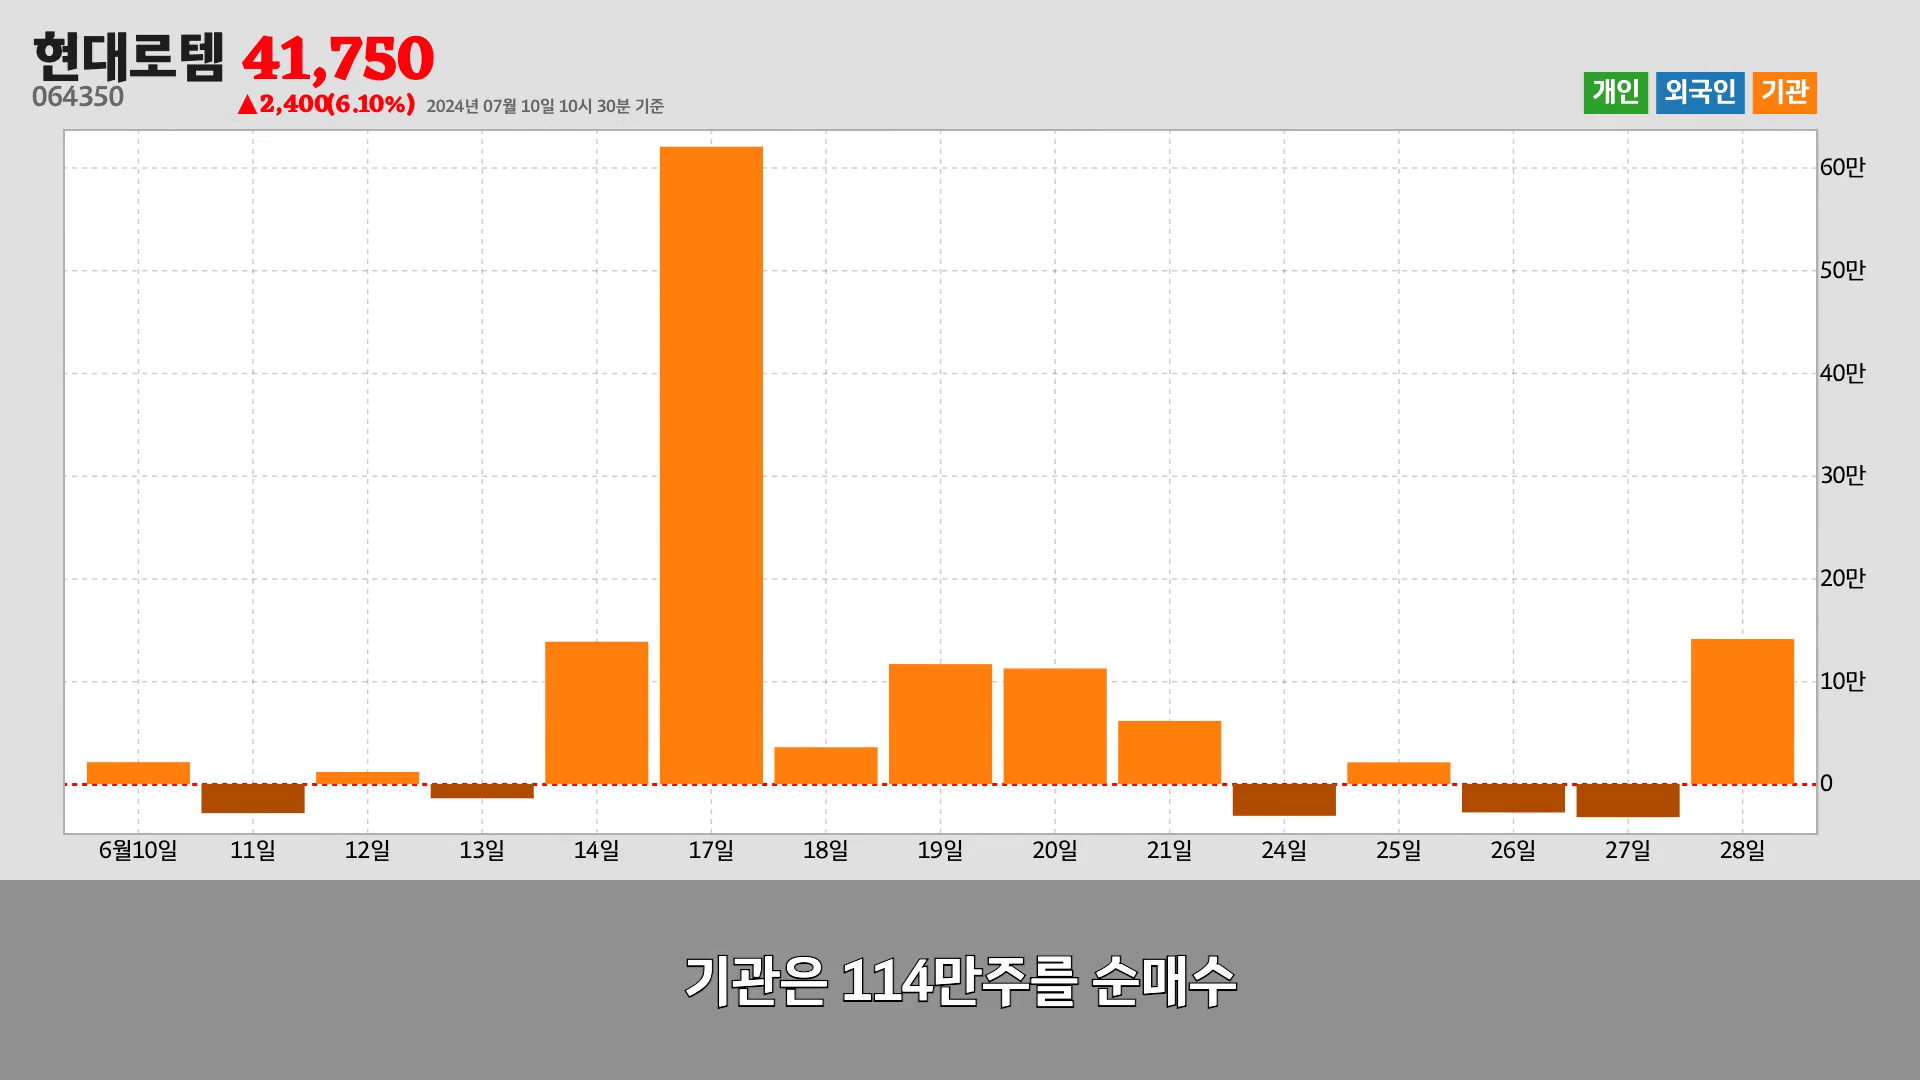 현대로템 41,750
064350
▲2,400(6.10%) 2024년 07월 10일 10시 30분 기준
개인 외국인 기관
60만
50만
40만
30만
20만
10만
0
6월10일 11일 12일 13일 14일 17일 18일 19일 20일 21일 24일 25일 26일 27일 28일
기관은 114만주를 순매수